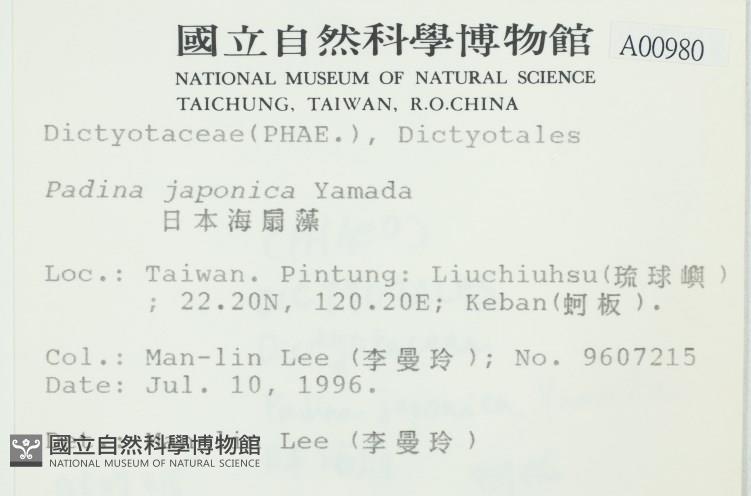 國立自然科學博物館
A00980
NATIONAL MUSEUM OF NATURAL SCIENCE
TAICHUNG, TAIWAN, R.O.CHINA
Dictyotaceae(PHAE.), Dictyotales
Padina japonica Yamada
日本海扇藻
Loc.: Taiwan. Pintung: Liuchiuhsu(琉球嶼)
; 22.20N, 120.20E; Keban(蚵板).
Col.: Man-lin Lee (李曼玲); No. 9607215
Date: Jul. 10, 1996.
Lee (李曼玲)
國立自然科學博物館
NATIONAL MUSEUM OF NATURAL SCIENCE